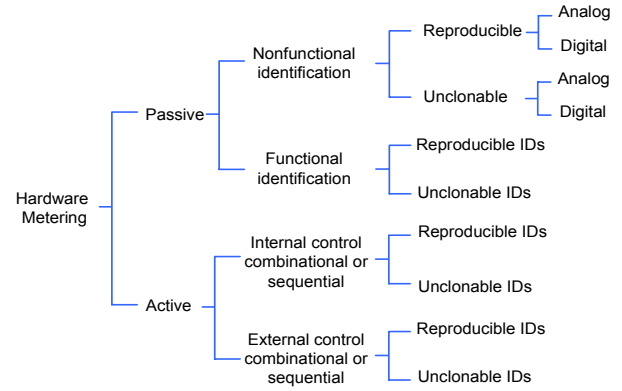 Hardware
Metering
Passive
Nonfunctional
identification
Reproducible
Analog
Digital
Unclonable
Analog
Digital
Functional
identification
Reproducible IDs
Unclonable IDs
Active
Internal control
combinational or
sequential
Reproducible IDs
Unclonable IDs
External control
combinational or
sequential
Reproducible IDs
Unclonable IDs